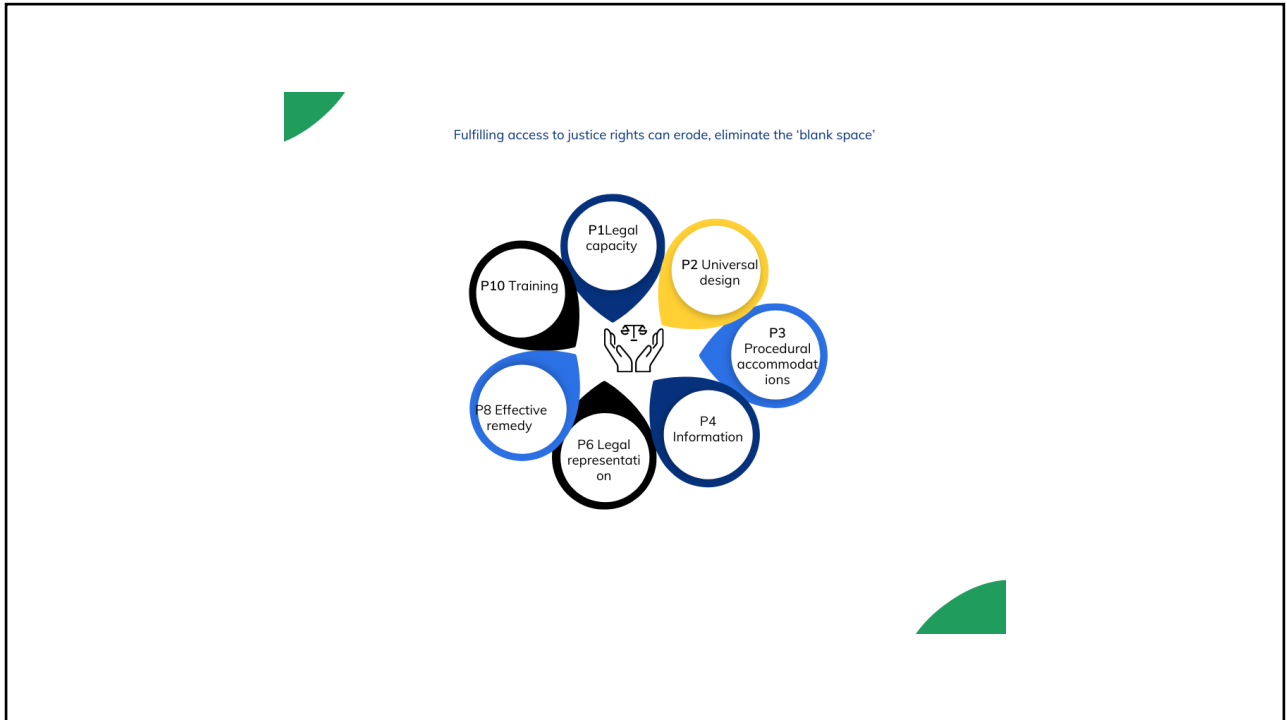 Fulfilling access to justice rights can erode, eliminate the ‘blank space’
P1Legal
capacity
P2 Universal
design
P3
Procedural
accommodat
ions
P4
Information
P6 Legal
representati
on
P8 Effective
remedy
P10 Training